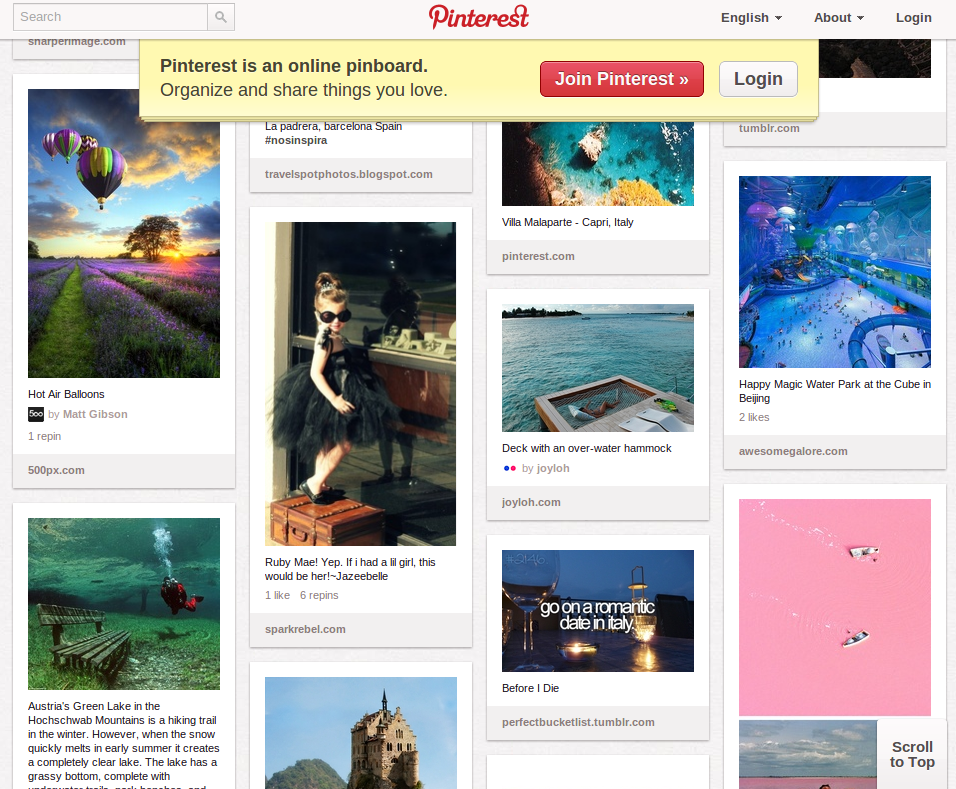 Search
Pinterest
English
About
Login
Pinterest is an online pinboard.
Organize and share things you love.
Join Pinterest »
Login
sharperimage.com
Hot Air Balloons
500
by Matt Gibson
1 repin
500px.com
Austria's Green Lake in the
Hochschwab Mountains is a hiking trail
in the winter. However, when the snow
quickly melts in early summer it creates
a completely clear lake. The lake has a
grassy bottom, complete with
underwater trails, park benches, and
La padrera, barcelona Spain
#nosinspira
travelspotphotos.blogspot.com
Ruby Mae! Yep. If i had a lil girl, this
would be her!~Jazeebelle
1 like 6 repins
sparkrebel.com
Villa Malaparte - Capri, Italy
pinterest.com
Deck with an over-water hammock
by joyloh
joyloh.com
go on a romantic
date in italy.
Before I Die
perfectbucketlist.tumblr.com
tumblr.com
Happy Magic Water Park at the Cube in
Beijing
2 likes
awesomegalore.com
Scroll
to Top